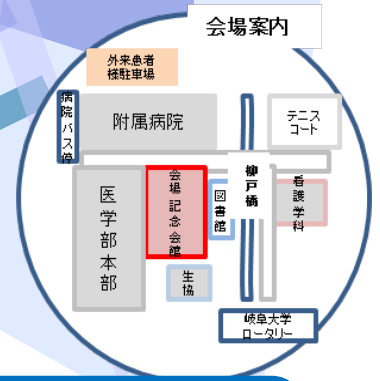 会場案内
外来患者
様駐車場
病院バス停
附属病院
テニス
コート
柳戸橋
医学部本部
会場 記念会館
図書館
看護学科
生協
岐阜大学
ロータリー